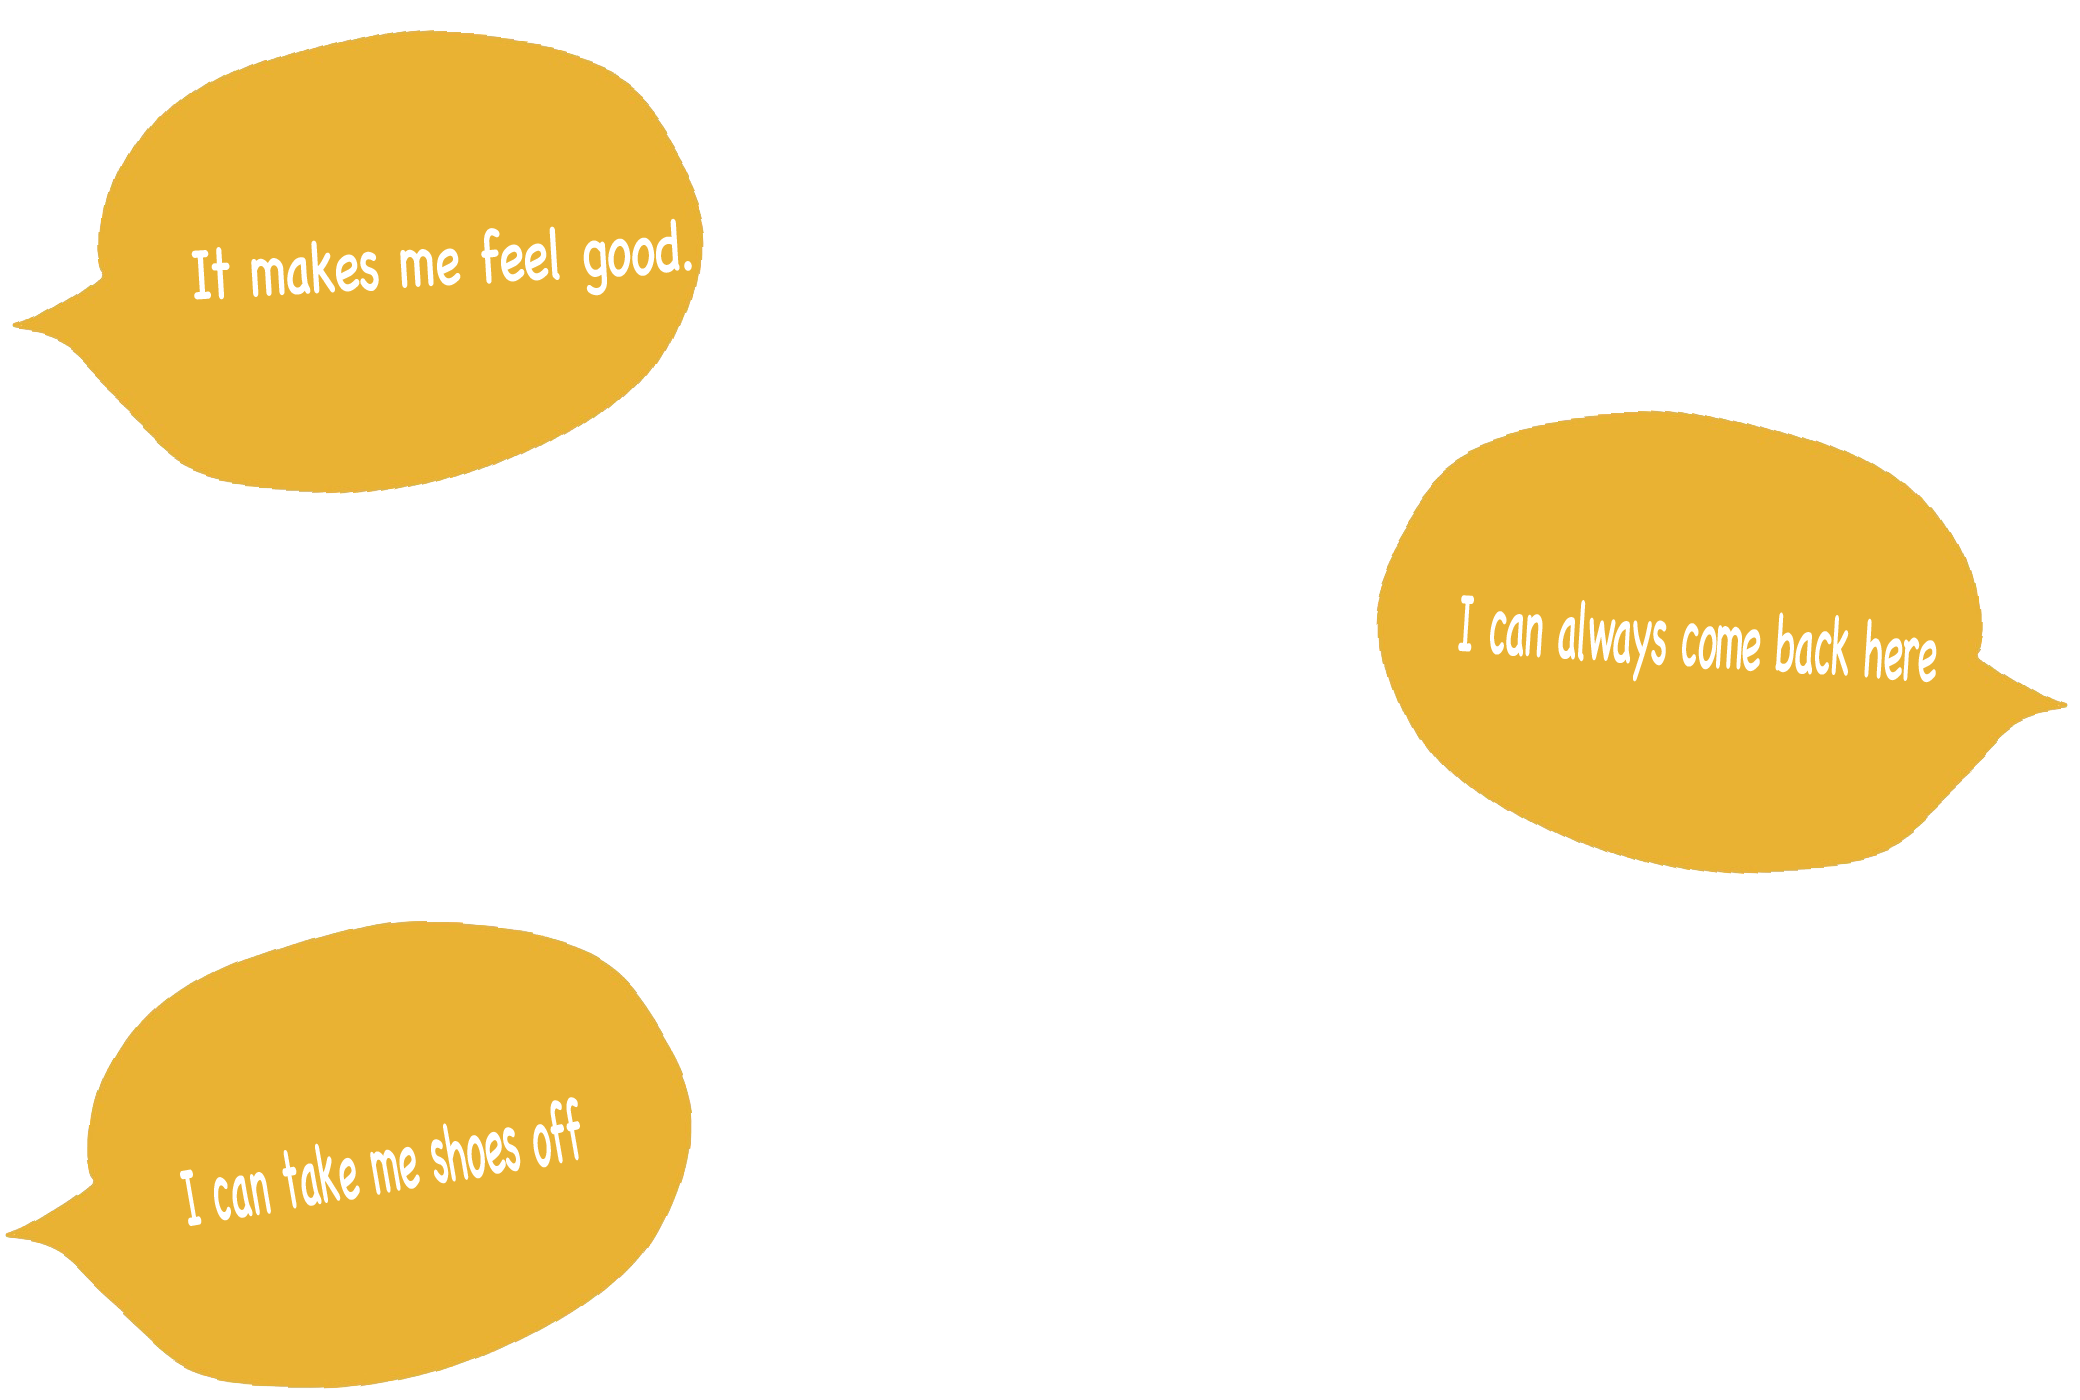 It makes me feel good.
I can always come back here
I can take me shoes off